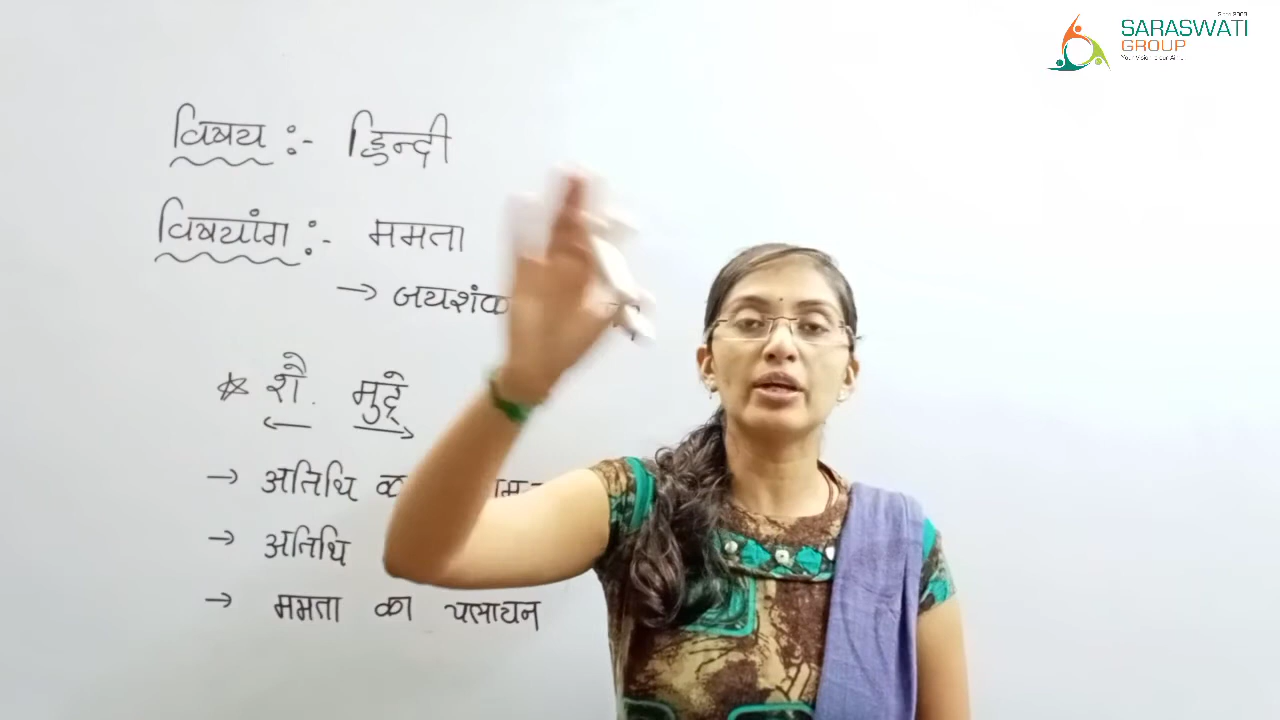 SARASWATI
GROUP
विषय :- हिन्दी
विषयांग :- ममता
→ जयशंक
* शै. मुद्दे
→ अतिथि
→ अतिथि
→ ममता का पलायन